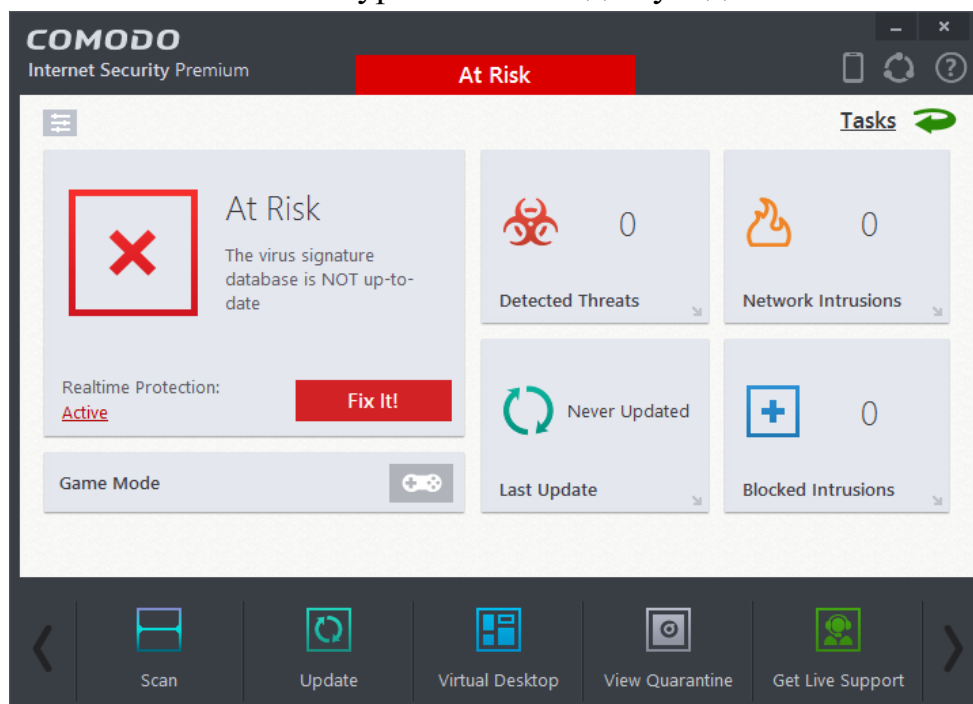 COMODO
Internet Security Premium
At Risk
Tasks
At Risk
The virus signature
database is NOT up-to-
date
Realtime Protection:
Active
Fix It!
0
Detected Threats
0
Network Intrusions
Never Updated
Last Update
0
Blocked Intrusions
Game Mode
Scan
Update
Virtual Desktop
View Quarantine
Get Live Support